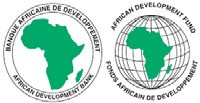 BANQUE AFRICAINE DE DEVELOPPEMENT
AFRICAN DEVELOPMENT BANK
AFRICAN DEVELOPMENT FUND
FONDS AFRICAIN DE DEVELOPPEMENT